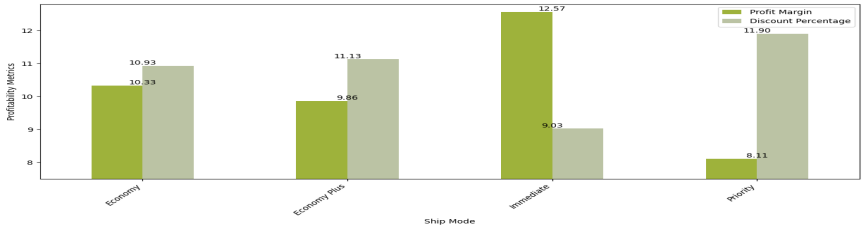 Profit Margin
Discount Percentage
12.57
11.90
11.13
10.93
10.33
9.86
9.03
8.11
12
11
10
9
8
Profitability Metrics
Economy
Economy Plus
Immediate
Priority
Ship Mode